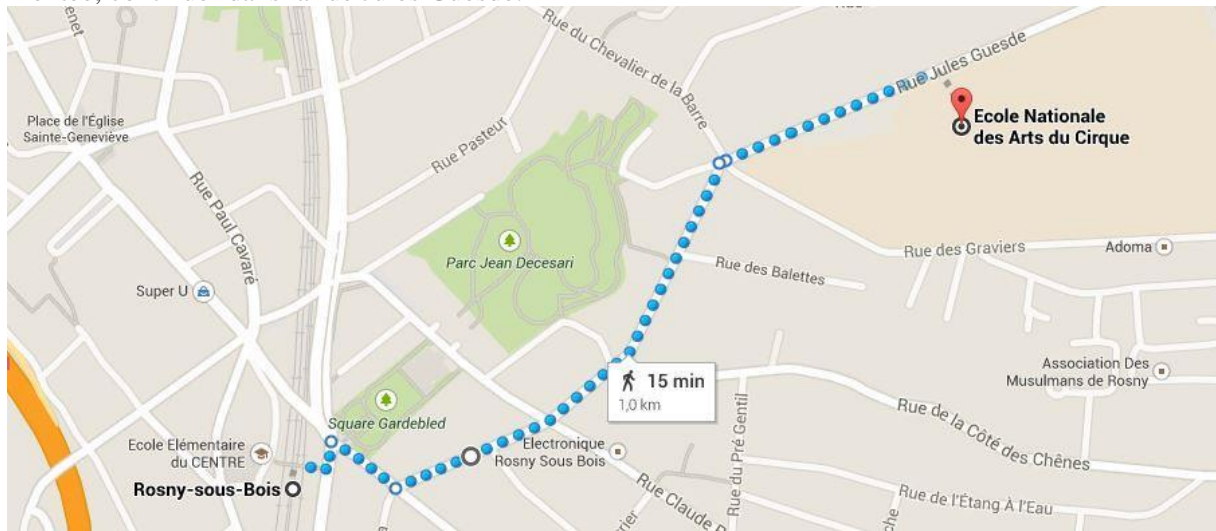 Rue Jules Guesde
Rue du Chevalier de la Barre
Ecole Nationale
des Arts du Cirque
Place de l'Église
Sainte-Geneviève
Rue Pasteur
Rue Paul Cavaré
Rue des Graviers
Adoma
Parc Jean Decesari
Rue des Balettes
Super U
15 min
1,0 km
Association Des
Musulmans de Rosny
Square Gardebled
Rue du Pré Gentil
Rue de la Côté des Chênes
Ecole Elémentaire
du CENTRE
Electronique
Rosny Sous Bois
Rosny-sous-Bois
Rue Claude
Rue de l'Étang À l'Eau